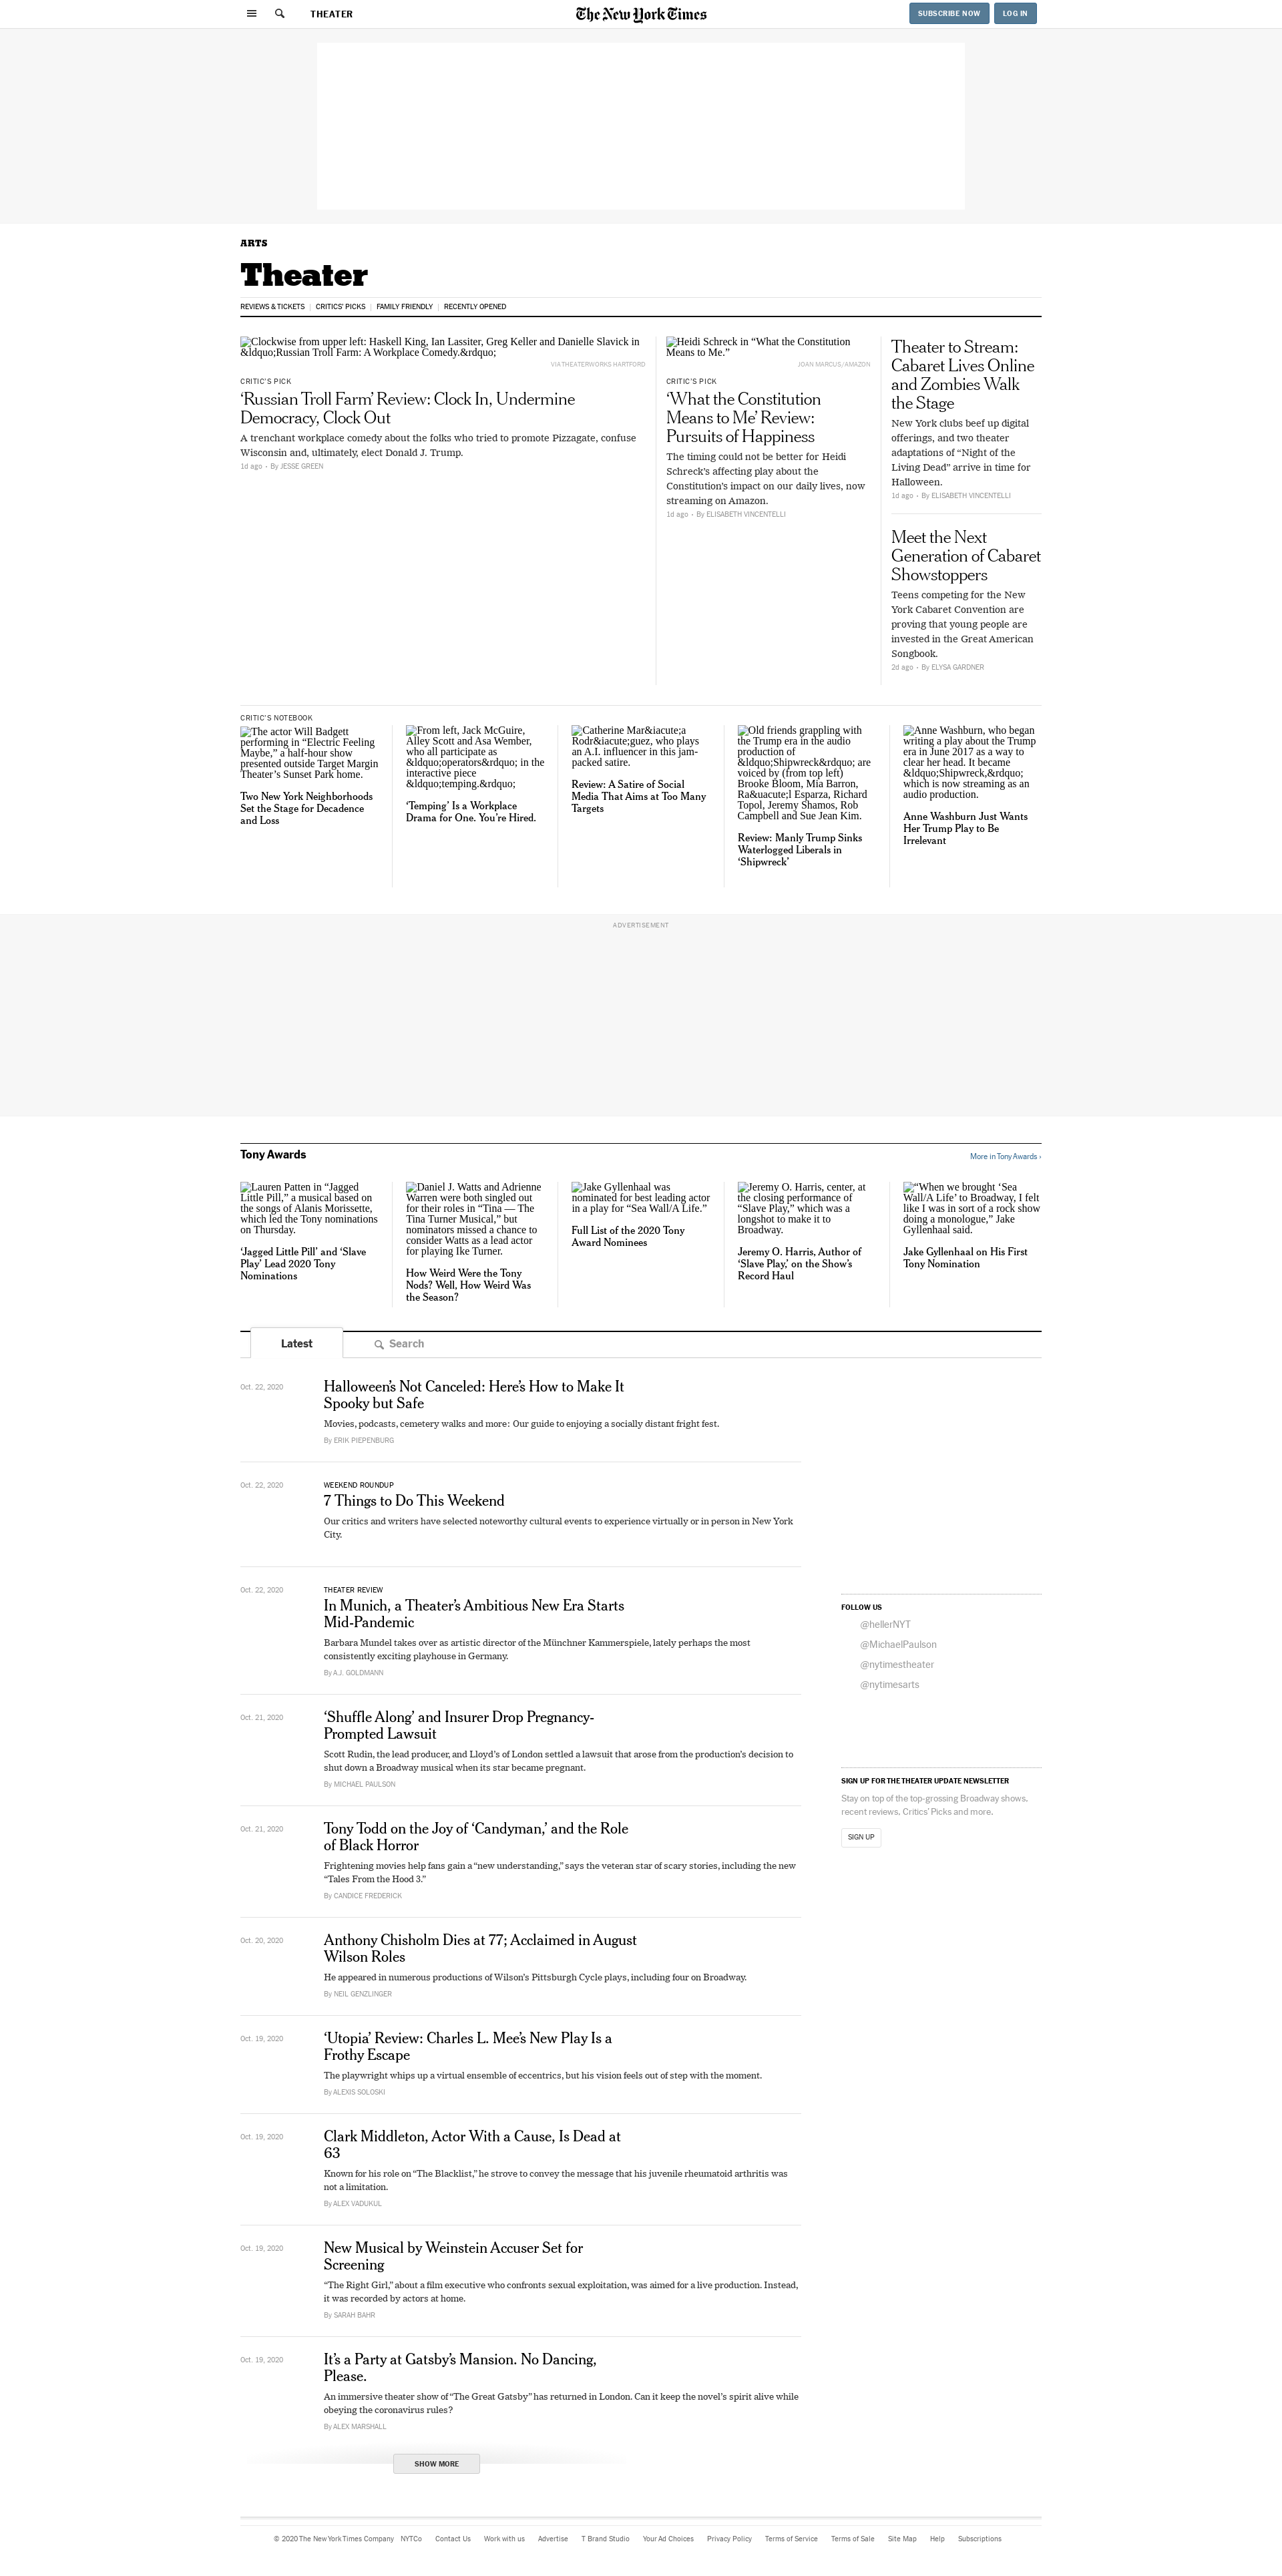 THEATER
The New York Times
SUBSCRIBE NOW
LOG IN
ARTS
Theater
REVIEWS & TICKETS
CRITICS' PICKS
FAMILY FRIENDLY
RECENTLY OPENED
Clockwise from upper left: Haskell King, Ian Lassiter, Greg Keller and Danielle Slavick in
&ldquo;Russian Troll Farm: A Workplace Comedy.&rdquo;
VIA THEATERWORKS HARTFORD
CRITIC'S PICK
‘Russian Troll Farm’ Review: Clock In, Undermine
Democracy, Clock Out
A trenchant workplace comedy about the folks who tried to promote Pizzagate, confuse
Wisconsin and, ultimately, elect Donald J. Trump.
1d ago • By JESSE GREEN
Heidi Schreck in “What the Constitution
Means to Me.”
JOAN MARCUS/AMAZON
CRITIC'S PICK
‘What the Constitution
Means to Me’ Review:
Pursuits of Happiness
The timing could not be better for Heidi
Schreck’s affecting play about the
Constitution’s impact on our daily lives, now
streaming on Amazon.
1d ago • By ELISABETH VINCENTELLI
Theater to Stream:
Cabaret Lives Online
and Zombies Walk
the Stage
New York clubs beef up digital
offerings, and two theater
adaptations of “Night of the
Living Dead” arrive in time for
Halloween.
1d ago • By ELISABETH VINCENTELLI
Meet the Next
Generation of Cabaret
Showstoppers
Teens competing for the New
York Cabaret Convention are
proving that young people are
invested in the Great American
Songbook.
2d ago • By ELYSA GARDNER
CRITIC'S NOTEBOOK
The actor Will Badgett
performing in “Electric Feeling
Maybe,” a half-hour show
presented outside Target Margin
Theater’s Sunset Park home.
Two New York Neighborhoods
Set the Stage for Decadence
and Loss
From left, Jack McGuire,
Alley Scott and Asa Wember,
who all participate as
&ldquo;operators&rdquo; in the
interactive piece
&ldquo;temping.&rdquo;
‘Temping’ Is a Workplace
Drama for One. You’re Hired.
Catherine Mar&iacute;a
Rodr&iacute;guez, who plays
an A.I. influencer in this jam-
packed satire.
Review: A Satire of Social
Media That Aims at Too Many
Targets
Old friends grappling with
the Trump era in the audio
production of
&ldquo;Shipwreck&rdquo; are
voiced by (from top left)
Brooke Bloom, Mia Barron,
Ra&uacute;l Esparza, Richard
Topol, Jeremy Shamos, Rob
Campbell and Sue Jean Kim.
Review: Manly Trump Sinks
Waterlogged Liberals in
‘Shipwreck’
Anne Washburn, who began
writing a play about the Trump
era in June 2017 as a way to
clear her head. It became
&ldquo;Shipwreck,&rdquo;
which is now streaming as an
audio production.
Anne Washburn Just Wants
Her Trump Play to Be
Irrelevant
ADVERTISEMENT
Tony Awards
More in Tony Awards ›
Lauren Patten in “Jagged
Little Pill,” a musical based on
the songs of Alanis Morissette,
which led the Tony nominations
on Thursday.
‘Jagged Little Pill’ and ‘Slave
Play’ Lead 2020 Tony
Nominations
Daniel J. Watts and Adrienne
Warren were both singled out
for their roles in “Tina — The
Tina Turner Musical,” but
nominators missed a chance to
consider Watts as a lead actor
for playing Ike Turner.
How Weird Were the Tony
Nods? Well, How Weird Was
the Season?
Jake Gyllenhaal was
nominated for best leading actor
in a play for “Sea Wall/A Life.”
Full List of the 2020 Tony
Award Nominees
Jeremy O. Harris, center, at
the closing performance of
“Slave Play,” which was a
longshot to make it to
Broadway.
Jeremy O. Harris, Author of
‘Slave Play,’ on the Show’s
Record Haul
“When we brought ‘Sea
Wall/A Life’ to Broadway, I felt
like I was in sort of a rock show
doing a monologue,” Jake
Gyllenhaal said.
Jake Gyllenhaal on His First
Tony Nomination
Latest
Search
Oct. 22, 2020
Halloween’s Not Canceled: Here’s How to Make It
Spooky but Safe
Movies, podcasts, cemetery walks and more: Our guide to enjoying a socially distant fright fest.
By ERIK PIEPENBURG
Oct. 22, 2020
WEEKEND ROUNDUP
7 Things to Do This Weekend
Our critics and writers have selected noteworthy cultural events to experience virtually or in person in New York
City.
Oct. 22, 2020
THEATER REVIEW
In Munich, a Theater’s Ambitious New Era Starts
Mid-Pandemic
Barbara Mundel takes over as artistic director of the Münchner Kammerspiele, lately perhaps the most
consistently exciting playhouse in Germany.
By A.J. GOLDMANN
Oct. 21, 2020
‘Shuffle Along’ and Insurer Drop Pregnancy-
Prompted Lawsuit
Scott Rudin, the lead producer, and Lloyd’s of London settled a lawsuit that arose from the production’s decision to
shut down a Broadway musical when its star became pregnant.
By MICHAEL PAULSON
Oct. 21, 2020
Tony Todd on the Joy of ‘Candyman,’ and the Role
of Black Horror
Frightening movies help fans gain a “new understanding,” says the veteran star of scary stories, including the new
“Tales From the Hood 3.”
By CANDICE FREDERICK
Oct. 20, 2020
Anthony Chisholm Dies at 77; Acclaimed in August
Wilson Roles
He appeared in numerous productions of Wilson’s Pittsburgh Cycle plays, including four on Broadway.
By NEIL GENZLINGER
Oct. 19, 2020
‘Utopia’ Review: Charles L. Mee’s New Play Is a
Frothy Escape
The playwright whips up a virtual ensemble of eccentrics, but his vision feels out of step with the moment.
By ALEXIS SOLOSKI
Oct. 19, 2020
Clark Middleton, Actor With a Cause, Is Dead at
63
Known for his role on “The Blacklist,” he strove to convey the message that his juvenile rheumatoid arthritis was
not a limitation.
By ALEX VADUKUL
Oct. 19, 2020
New Musical by Weinstein Accuser Set for
Screening
“The Right Girl,” about a film executive who confronts sexual exploitation, was aimed for a live production. Instead,
it was recorded by actors at home.
By SARAH BAHR
Oct. 19, 2020
It’s a Party at Gatsby’s Mansion. No Dancing,
Please.
An immersive theater show of “The Great Gatsby” has returned in London. Can it keep the novel’s spirit alive while
obeying the coronavirus rules?
By ALEX MARSHALL
SHOW MORE
FOLLOW US
@hellerNYT
@MichaelPaulson
@nytimestheater
@nytimesarts
SIGN UP FOR THE THEATER UPDATE NEWSLETTER
Stay on top of the top-grossing Broadway shows,
recent reviews, Critics’ Picks and more.
SIGN UP
© 2020 The New York Times Company NYTCo Contact Us Work with us Advertise T Brand Studio Your Ad Choices Privacy Policy Terms of Service Terms of Sale Site Map Help Subscriptions